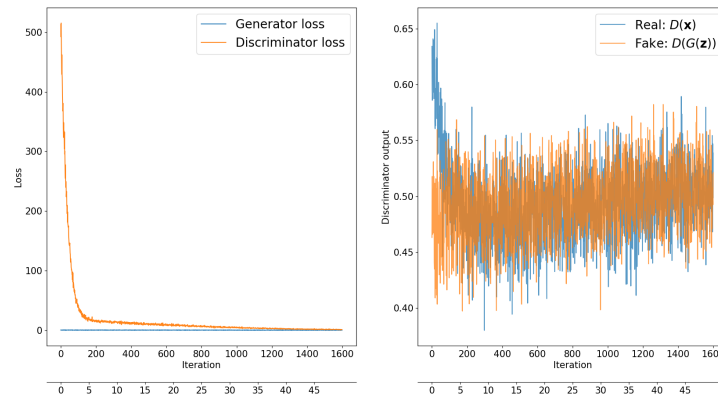 Generator loss
Discriminator loss
Loss
500
400
300
200
100
0
0 200 400 600 800 1000 1200 1400 1600
Iteration
0 5 10 15 20 25 30 35 40 45
Real: D(x)
Fake: D(G(z))
Discriminator output
0.65
0.60
0.55
0.50
0.45
0.40
0 200 400 600 800 1000 1200 1400 1600
Iteration
0 5 10 15 20 25 30 35 40 45